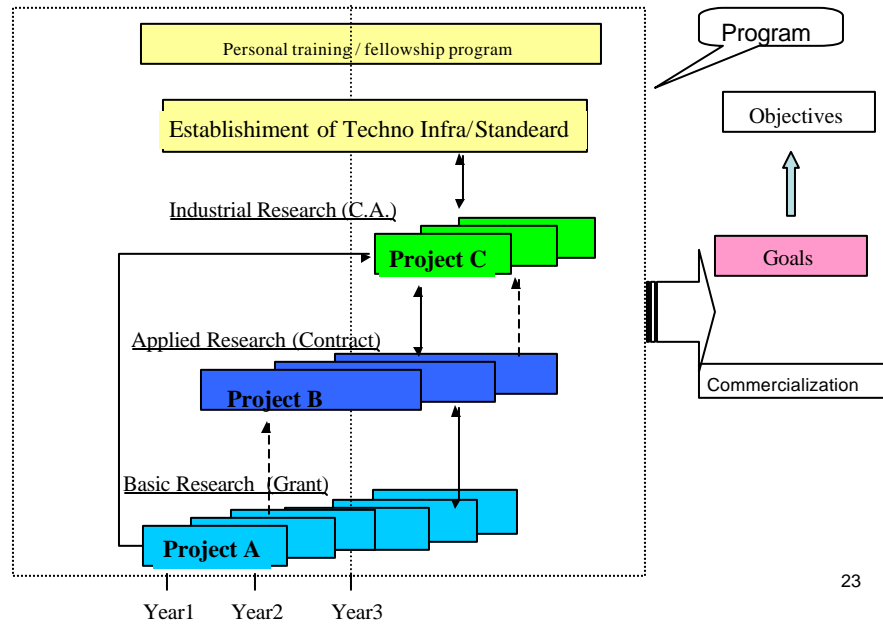 Program
Personal training / fellowship program
Objectives
Establishiment of Techno Infra/Standeard
Industrial Research (C.A.)
Project C
Goals
Applied Research (Contract)
Commercialization
Project B
Basic Research (Grant)
Project A
23
Year1 Year2 Year3